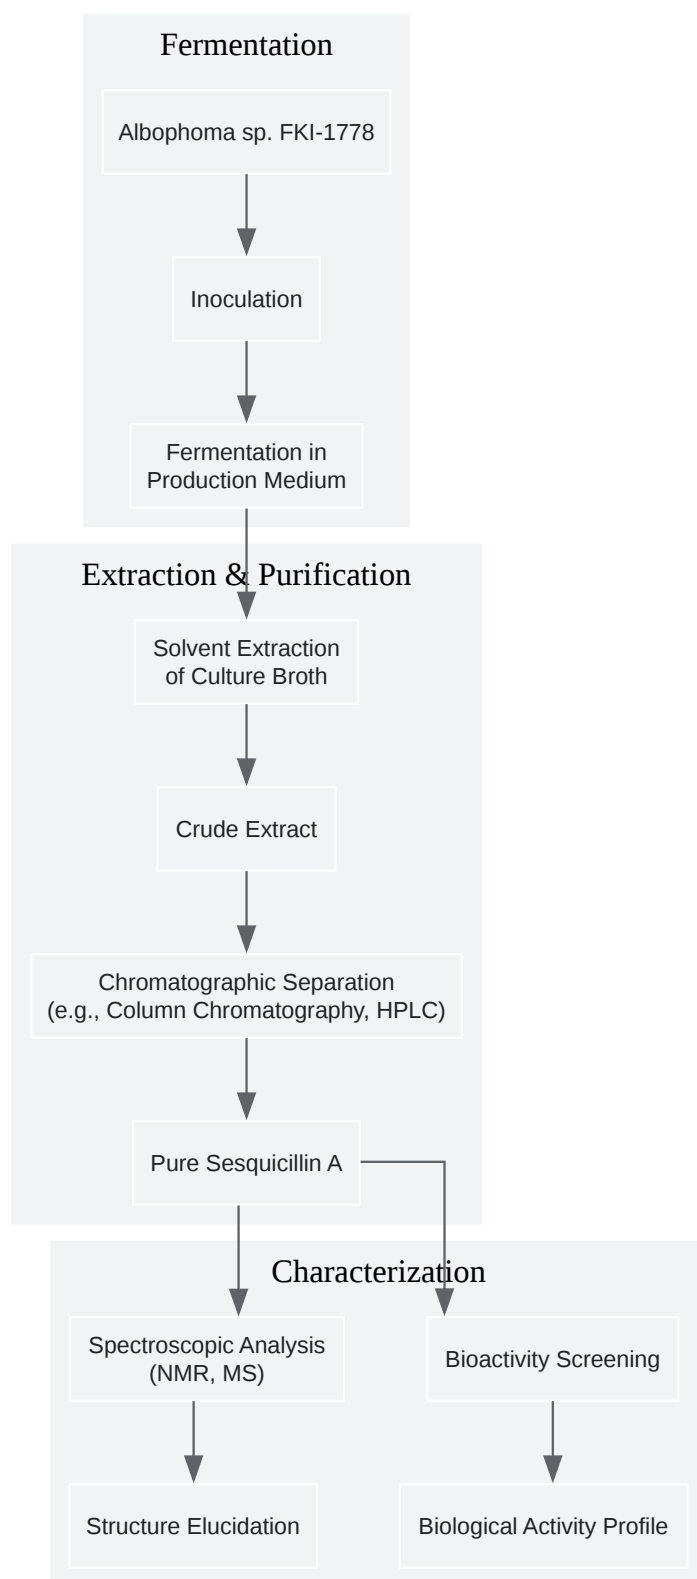 Fermentation
Albophoma sp. FKI-1778
Inoculation
Fermentation in
Production Medium
Extraction & Purification
Solvent Extraction
of Culture Broth
Crude Extract
Chromatographic Separation
(e.g., Column Chromatography, HPLC)
Pure Sesquicillin A
Characterization
Spectroscopic Analysis
(NMR, MS)
Bioactivity Screening
Structure Elucidation
Biological Activity Profile